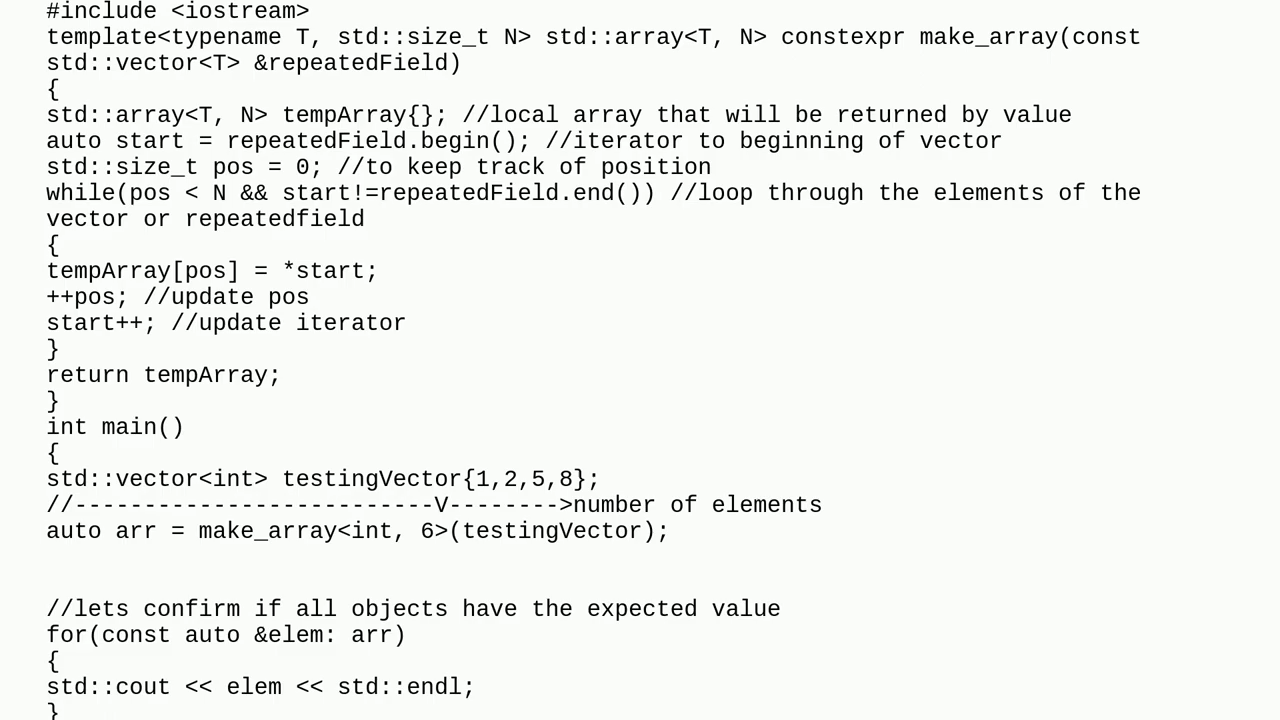 #include <iostream>
template<typename T, std::size_t N> std::array<T, N> constexpr make_array(const
std::vector<T> &repeatedField)
{
std::array<T, N> tempArray{}; //local array that will be returned by value
auto start = repeatedField.begin(); //iterator to beginning of vector
std::size_t pos = 0; //to keep track of position
while(pos < N && start!=repeatedField.end()) //loop through the elements of the
vector or repeatedfield
{
tempArray[pos] = *start;
++pos; //update pos
start++; //update iterator
}
return tempArray;
}
int main()
{
std::vector<int> testingVector{1,2,5,8};
//--------------------------V-------->number of elements
auto arr = make_array<int, 6>(testingVector);
//lets confirm if all objects have the expected value
for(const auto &elem: arr)
{
std::cout << elem << std::endl;
}